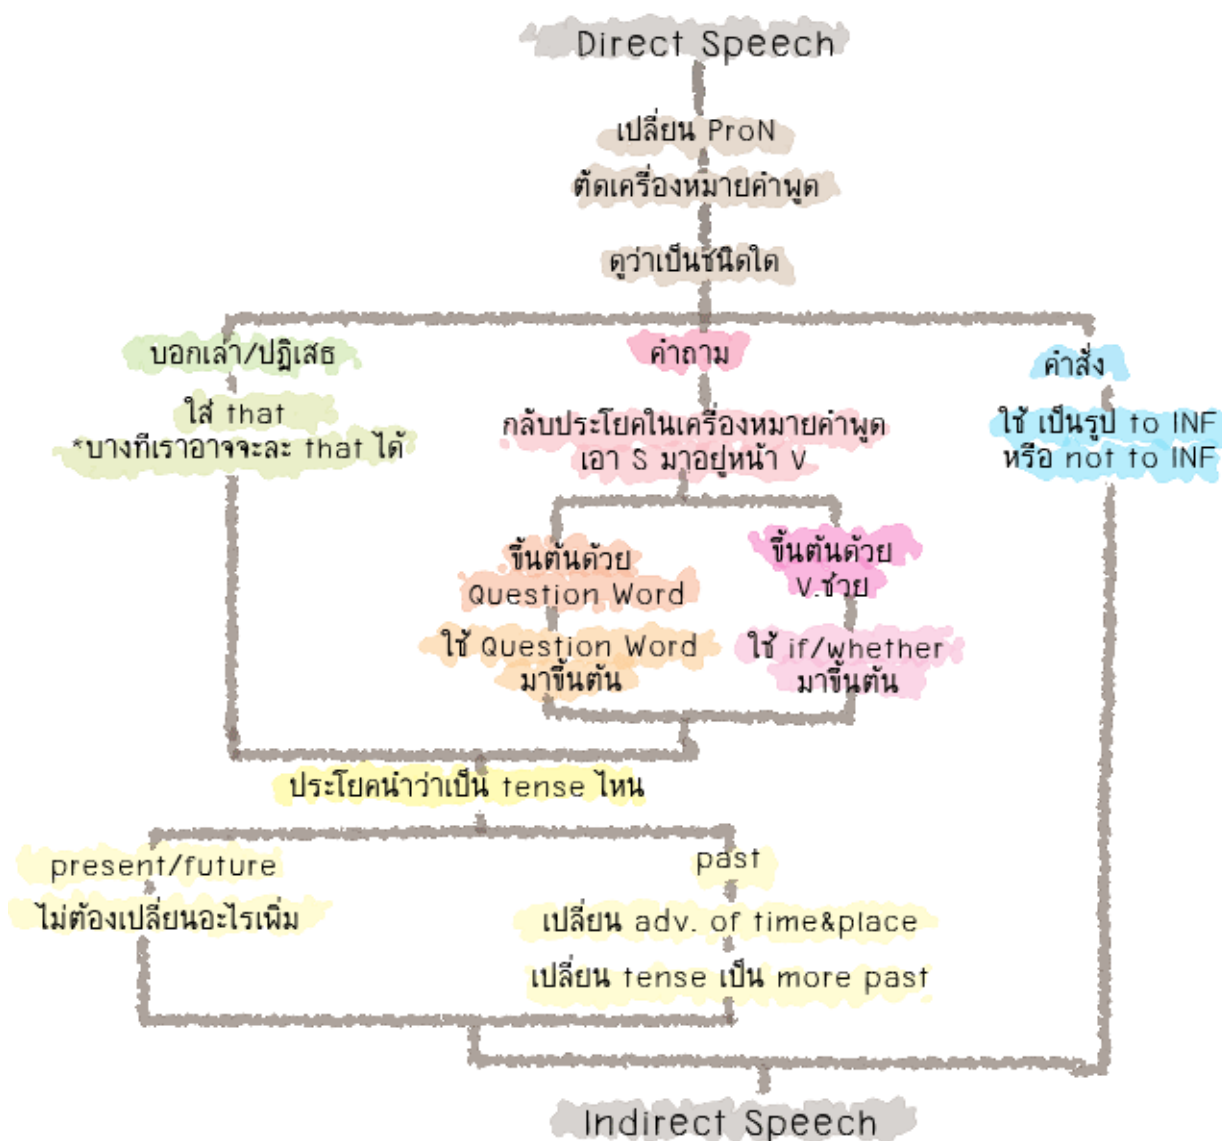 Direct Speech
เปลี่ยน ProN
ตัดเครื่องหมายคำพูด
ดูว่าเป็นชนิดใด
บอกเล่า/ปฏิเสธ
ใส่ that
*บางทีเราอาจจะละ that ได้
คำถาม
กลับประโยคในเครื่องหมายคำพูด
เอา S มาอยู่หน้า V
ขึ้นต้นด้วย
Question Word
ใช้ Question Word
มาขึ้นต้น
ขึ้นต้นด้วย
V.ช่วย
ใช้ if/whether
มาขึ้นต้น
คำสั่ง
ใช้ เป็นรูป to INF
หรือ not to INF
ประโยคนำว่าเป็น tense ไหน
present/future
ไม่ต้องเปลี่ยนอะไรเพิ่ม
past
เปลี่ยน adv. of time&place
เปลี่ยน tense เป็น more past
Indirect Speech